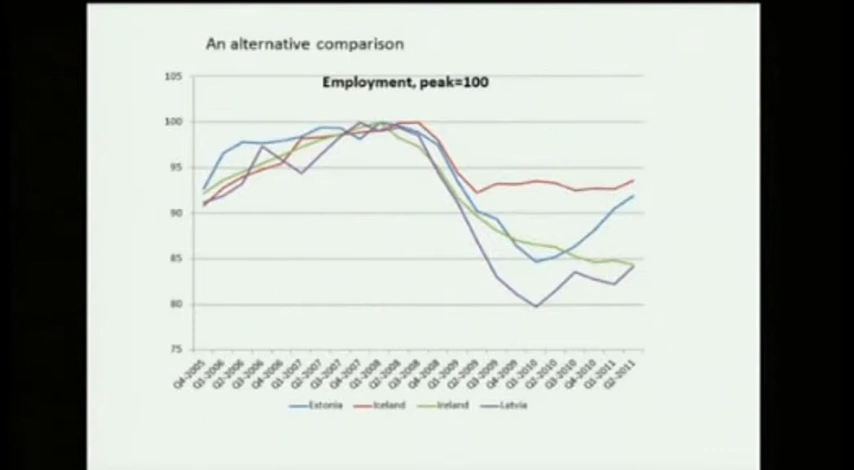 An alternative comparison
Employment, peak=100
105
100
95
90
85
80
75
Q4-2005
Q1-2006
Q2-2006
Q3-2006
Q4-2006
Q1-2007
Q2-2007
Q3-2007
Q4-2007
Q1-2008
Q2-2008
Q3-2008
Q4-2008
Q1-2009
Q2-2009
Q3-2009
Q4-2009
Q1-2010
Q2-2010
Q3-2010
Q4-2010
Q1-2011
Q2-2011
Estonia Iceland Ireland Latvia